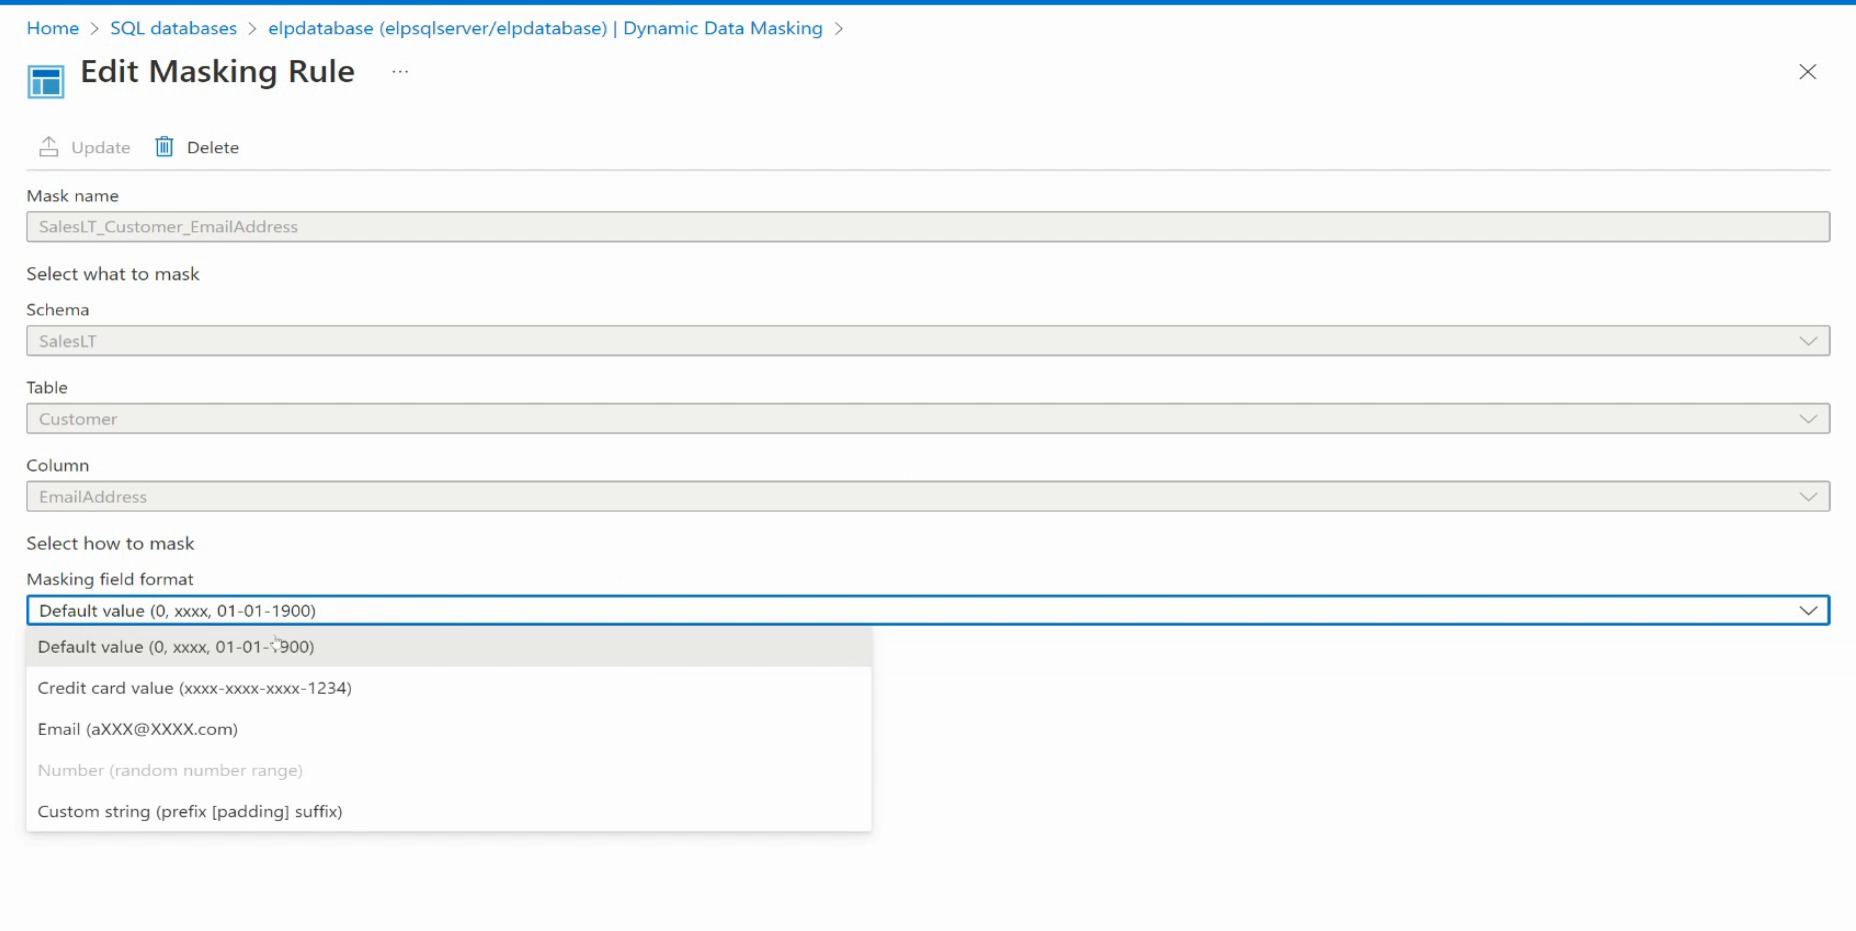 Home > SQL databases > elpdatabase (elpsqlserver/elpdatabase) | Dynamic Data Masking >
Edit Masking Rule ...
Update Delete
Mask name
SalesLT_Customer_EmailAddress
Select what to mask
Schema
SalesLT
Table
Customer
Column
EmailAddress
Select how to mask
Masking field format
Default value (0, xxxx, 01-01-1900)
Default value (0, xxxx, 01-01-1900)
Credit card value (xxxx-xxxx-xxxx-1234)
Email (aXXX@XXXX.com)
Number (random number range)
Custom string (prefix [padding] suffix)